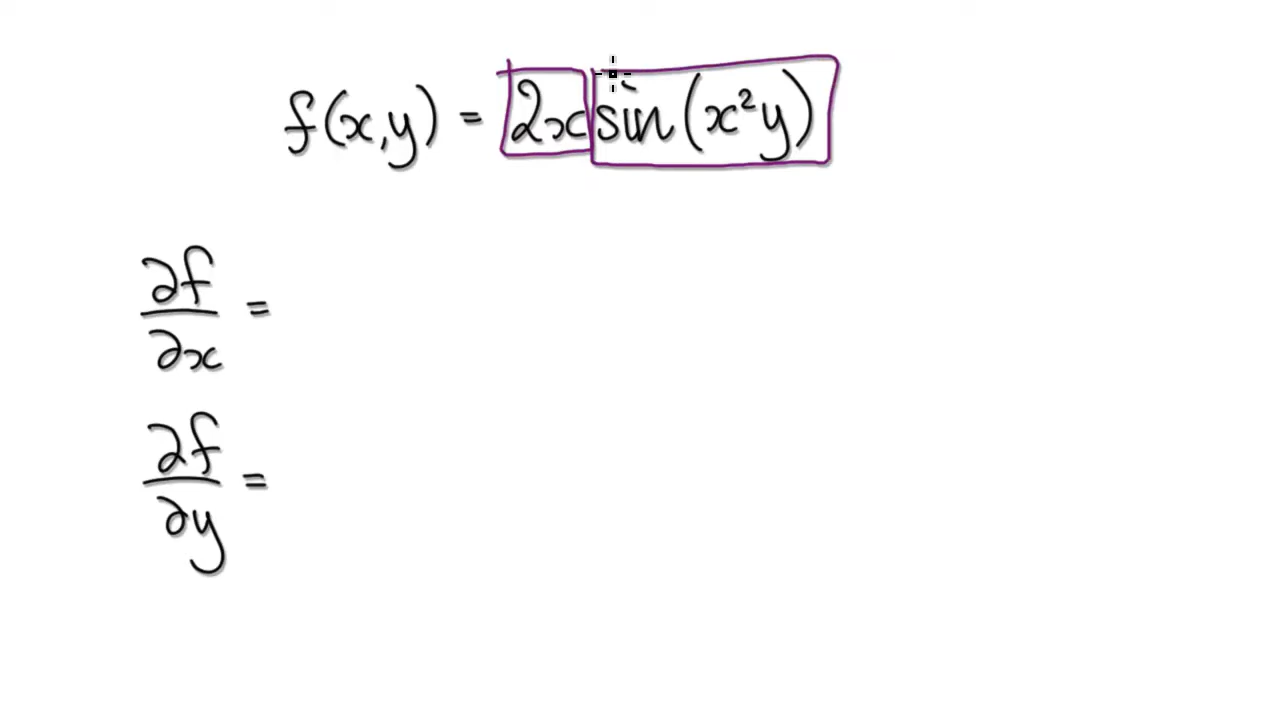 f(x,y) = 2x sin(x²y)
∂f/∂x =
∂f/∂y =